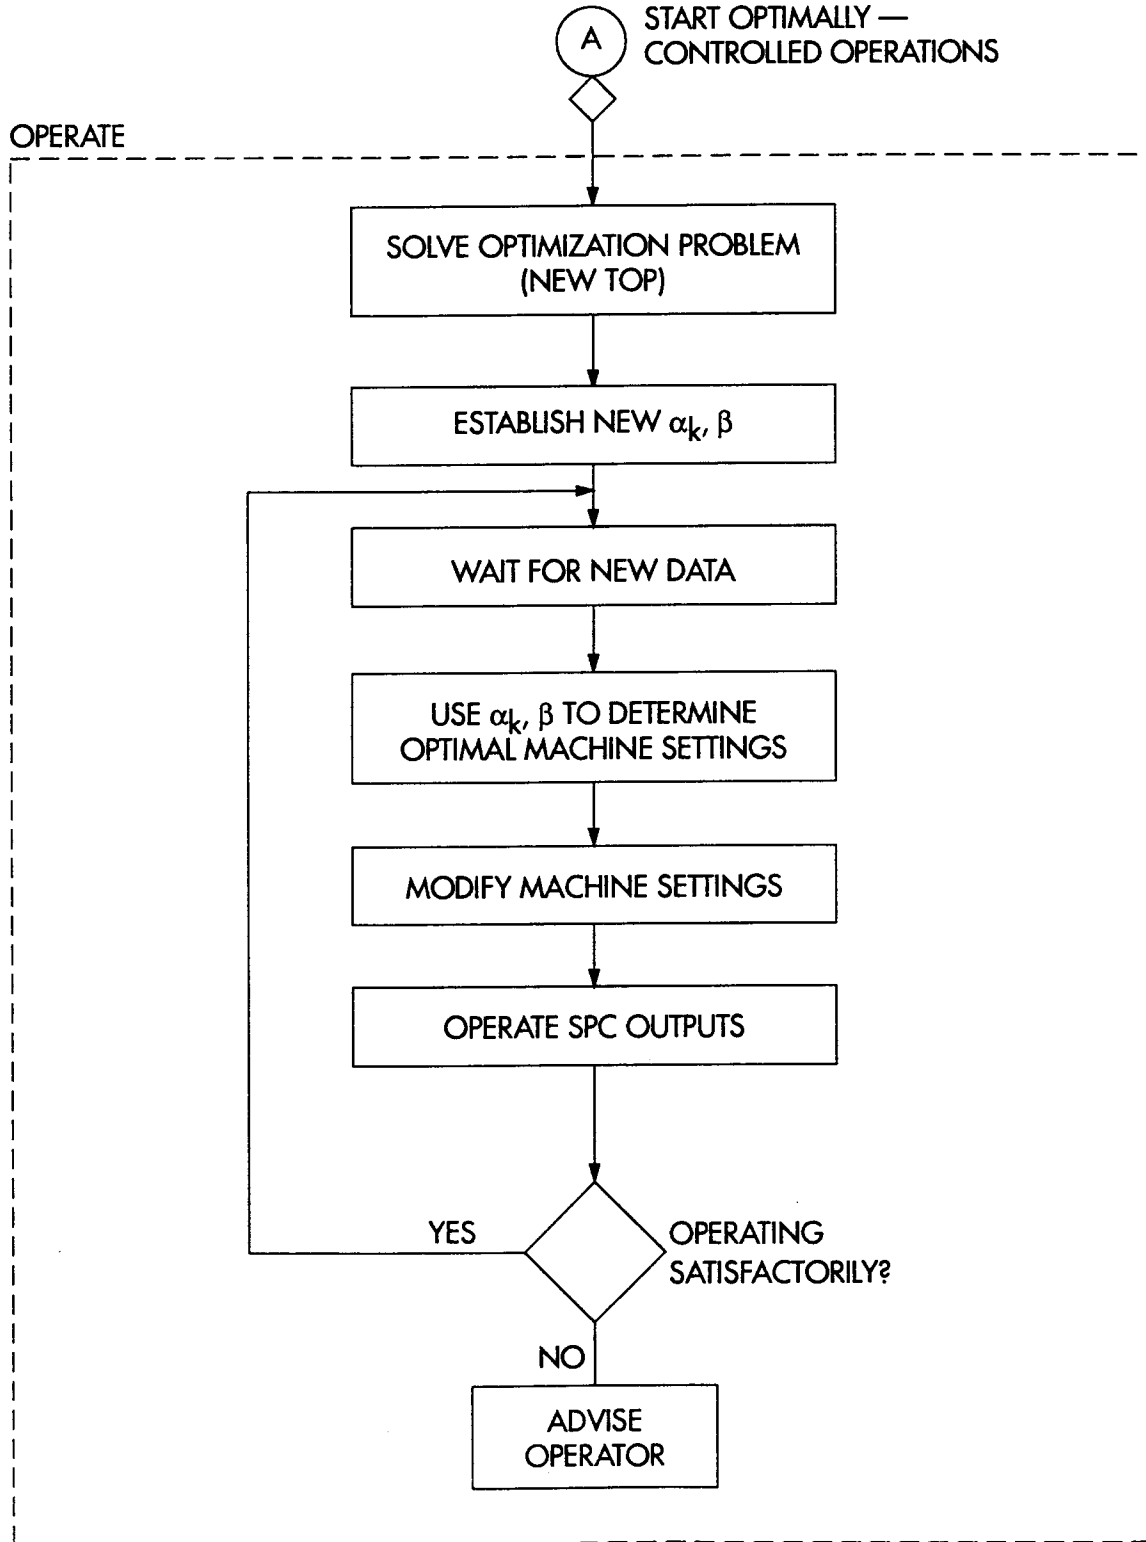 A
START OPTIMALLY —
CONTROLLED OPERATIONS
OPERATE
SOLVE OPTIMIZATION PROBLEM
(NEW TOP)
ESTABLISH NEW αk, β
WAIT FOR NEW DATA
USE αk, β TO DETERMINE
OPTIMAL MACHINE SETTINGS
MODIFY MACHINE SETTINGS
OPERATE SPC OUTPUTS
YES
OPERATING
SATISFACTORILY?
NO
ADVISE
OPERATOR